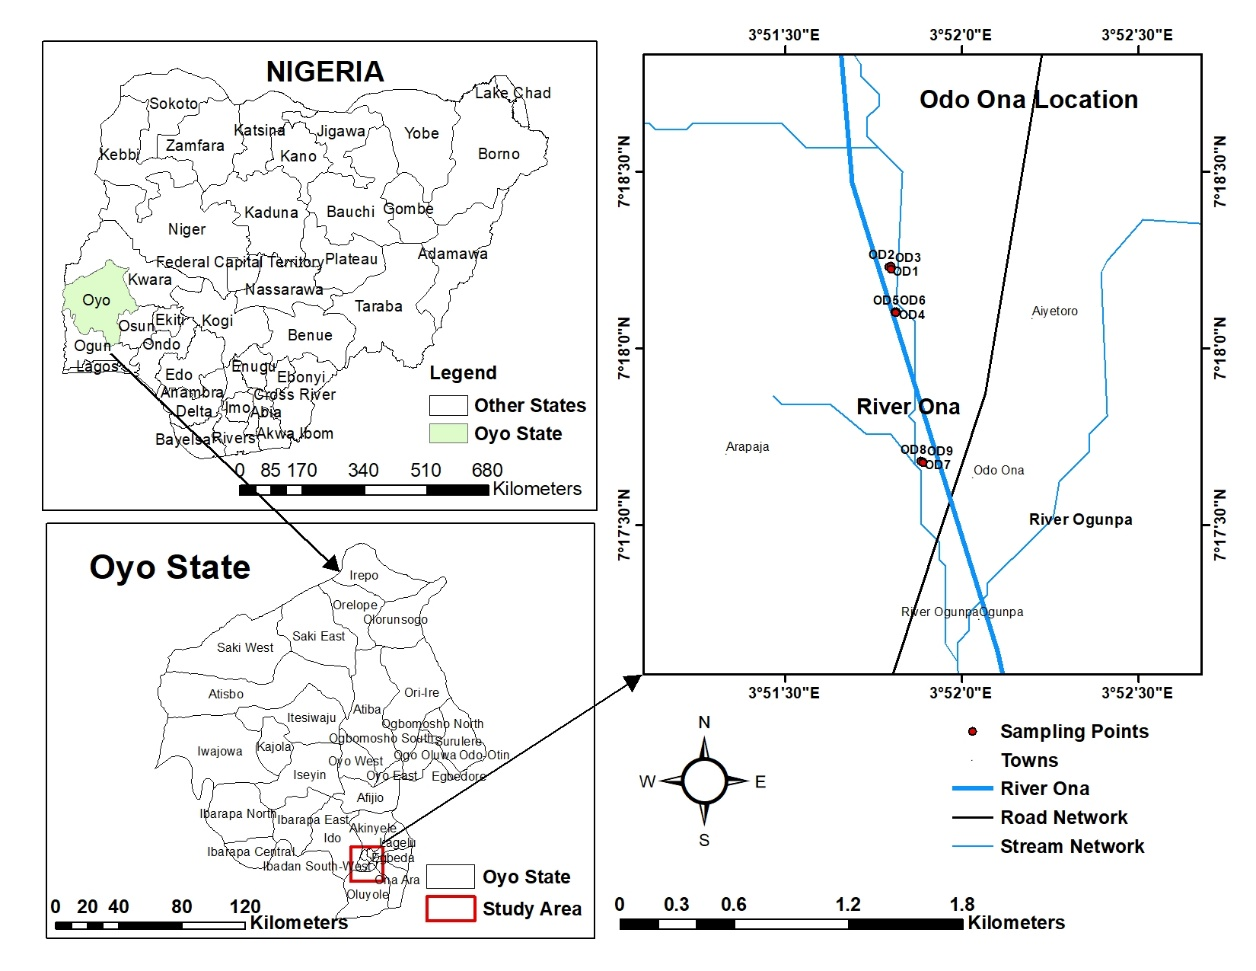 NIGERIA
Lake Chad
Sokoto
Katsina
Jigawa
Yobe
Zamfara
Kebbi
Kano
Borno
Kaduna
Bauchi
Gombe
Niger
Adamawa
Federal Capital Territory
Plateau
Kwara
Nassarawa
Oyo
Taraba
Osun
Ekiti
Kogi
Benue
Ogun
Ondo
Lagos
Edo
Enugu
Ebonyi
Anambra
Cross River
Delta
Imo
Abia
Bayelsa
Rivers
Akwa Ibom
Legend
Other States
Oyo State
0 85 170 340 510 680
Kilometers
Oyo State
Irepo
Orelope
Olorunsogo
Saki East
Saki West
Atisbo
Ori-Ire
Atiba
Itesiwaju
Ogbomosho North
Ogbomosho South
Surulere
Iwajowa
Kajola
Ogo Oluwa
Odo-Otin
Oyo West
Iseyin
Oyo East
Egbedore
Afijio
Ibarapa North
Ibarapa East
Akinyele
Ido
Lagelu
Ibarapa Central
Egbeda
Ibadan South-West
Ona Ara
Oluyole
Oyo State
Study Area
0 20 40 80 120
Kilometers
3°51'30"E 3°52'0"E 3°52'30"E
Odo Ona Location
7°18'30"N
7°18'30"N
OD2
OD3
OD1
OD5
OD6
OD4
Aiyetoro
7°18'0"N
7°18'0"N
River Ona
Arapaja
OD8
OD9
OD7
Odo Ona
River Ogunpa
7°17'30"N
7°17'30"N
River Ogunpa
Ogunpa
3°51'30"E 3°52'0"E 3°52'30"E
N
W
E
S
Sampling Points
Towns
River Ona
Road Network
Stream Network
0 0.3 0.6 1.2 1.8
Kilometers